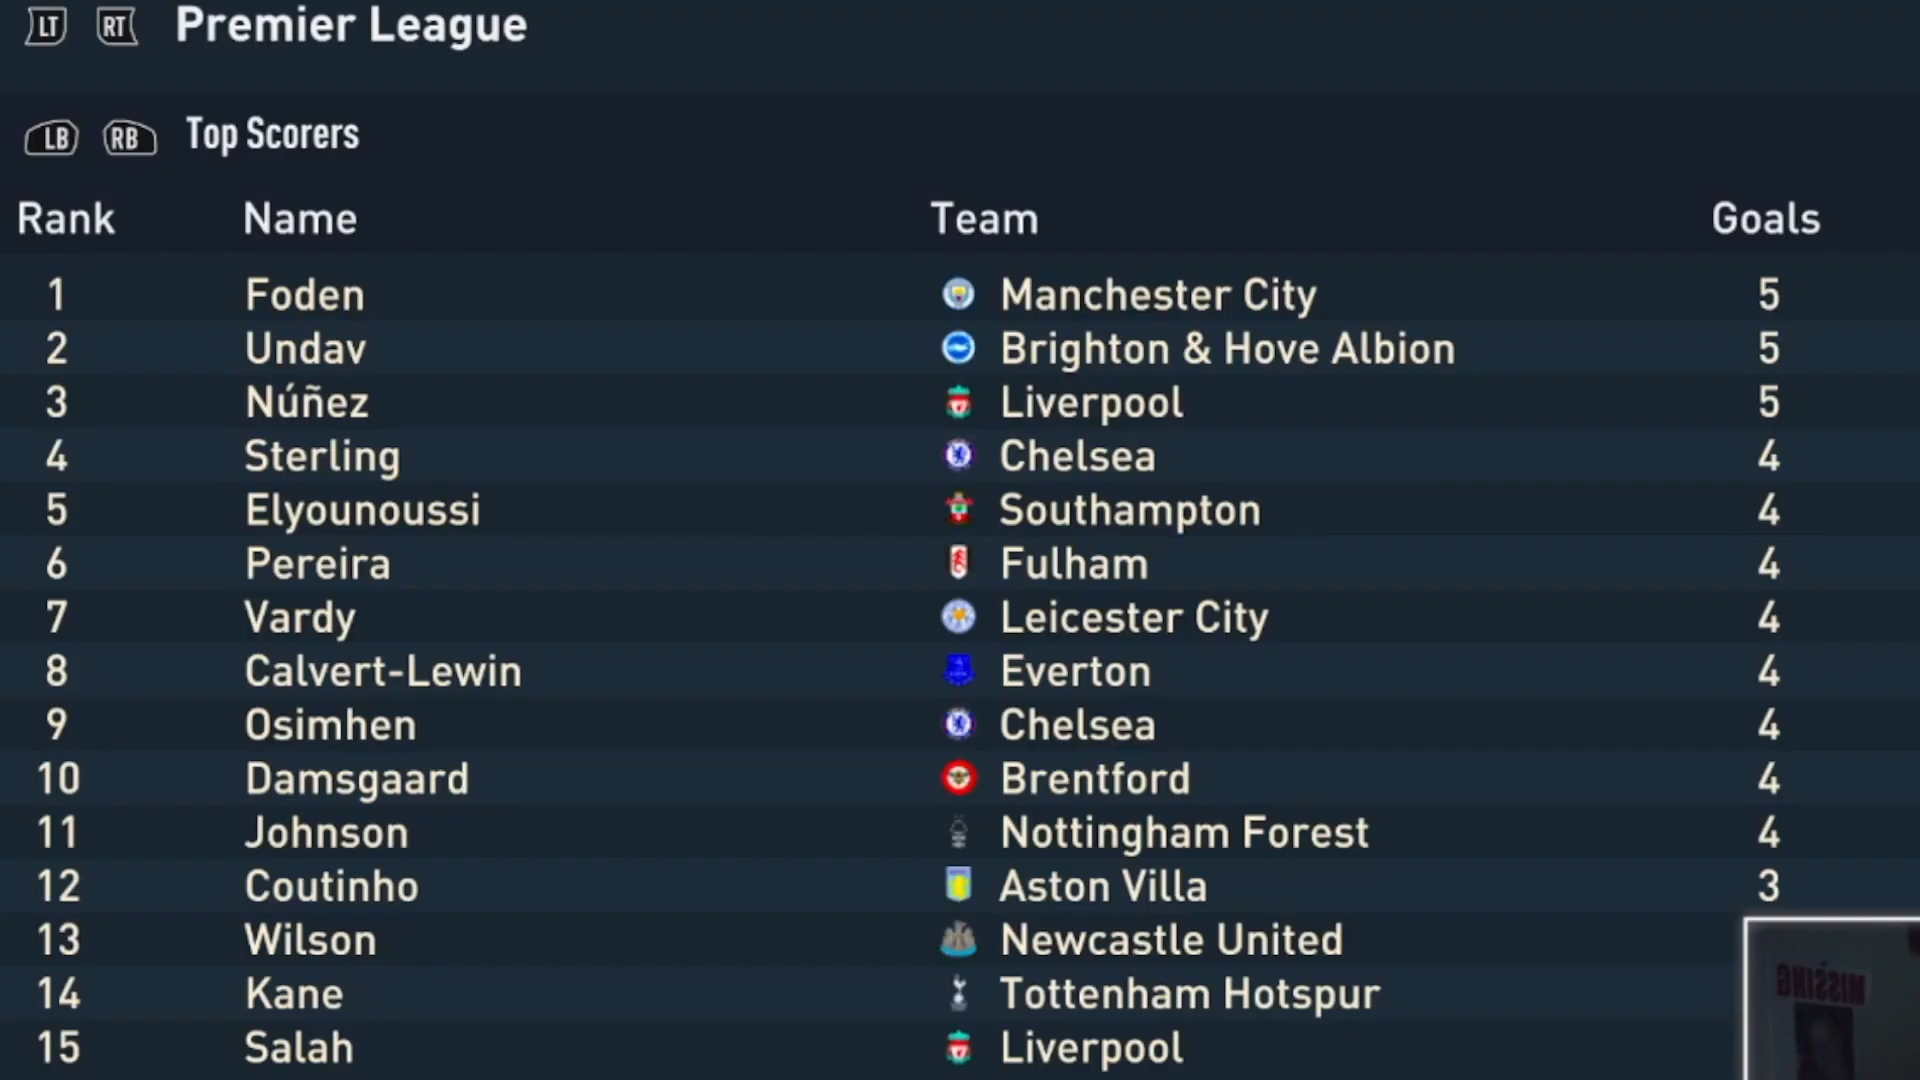 LT RT Premier League
LB RB Top Scorers
Rank Name Team Goals
1 Foden Manchester City 5
2 Undav Brighton & Hove Albion 5
3 Núñez Liverpool 5
4 Sterling Chelsea 4
5 Elyounoussi Southampton 4
6 Pereira Fulham 4
7 Vardy Leicester City 4
8 Calvert-Lewin Everton 4
9 Osimhen Chelsea 4
10 Damsgaard Brentford 4
11 Johnson Nottingham Forest 4
12 Coutinho Aston Villa 3
13 Wilson Newcastle United
14 Kane Tottenham Hotspur
15 Salah Liverpool
MISSING